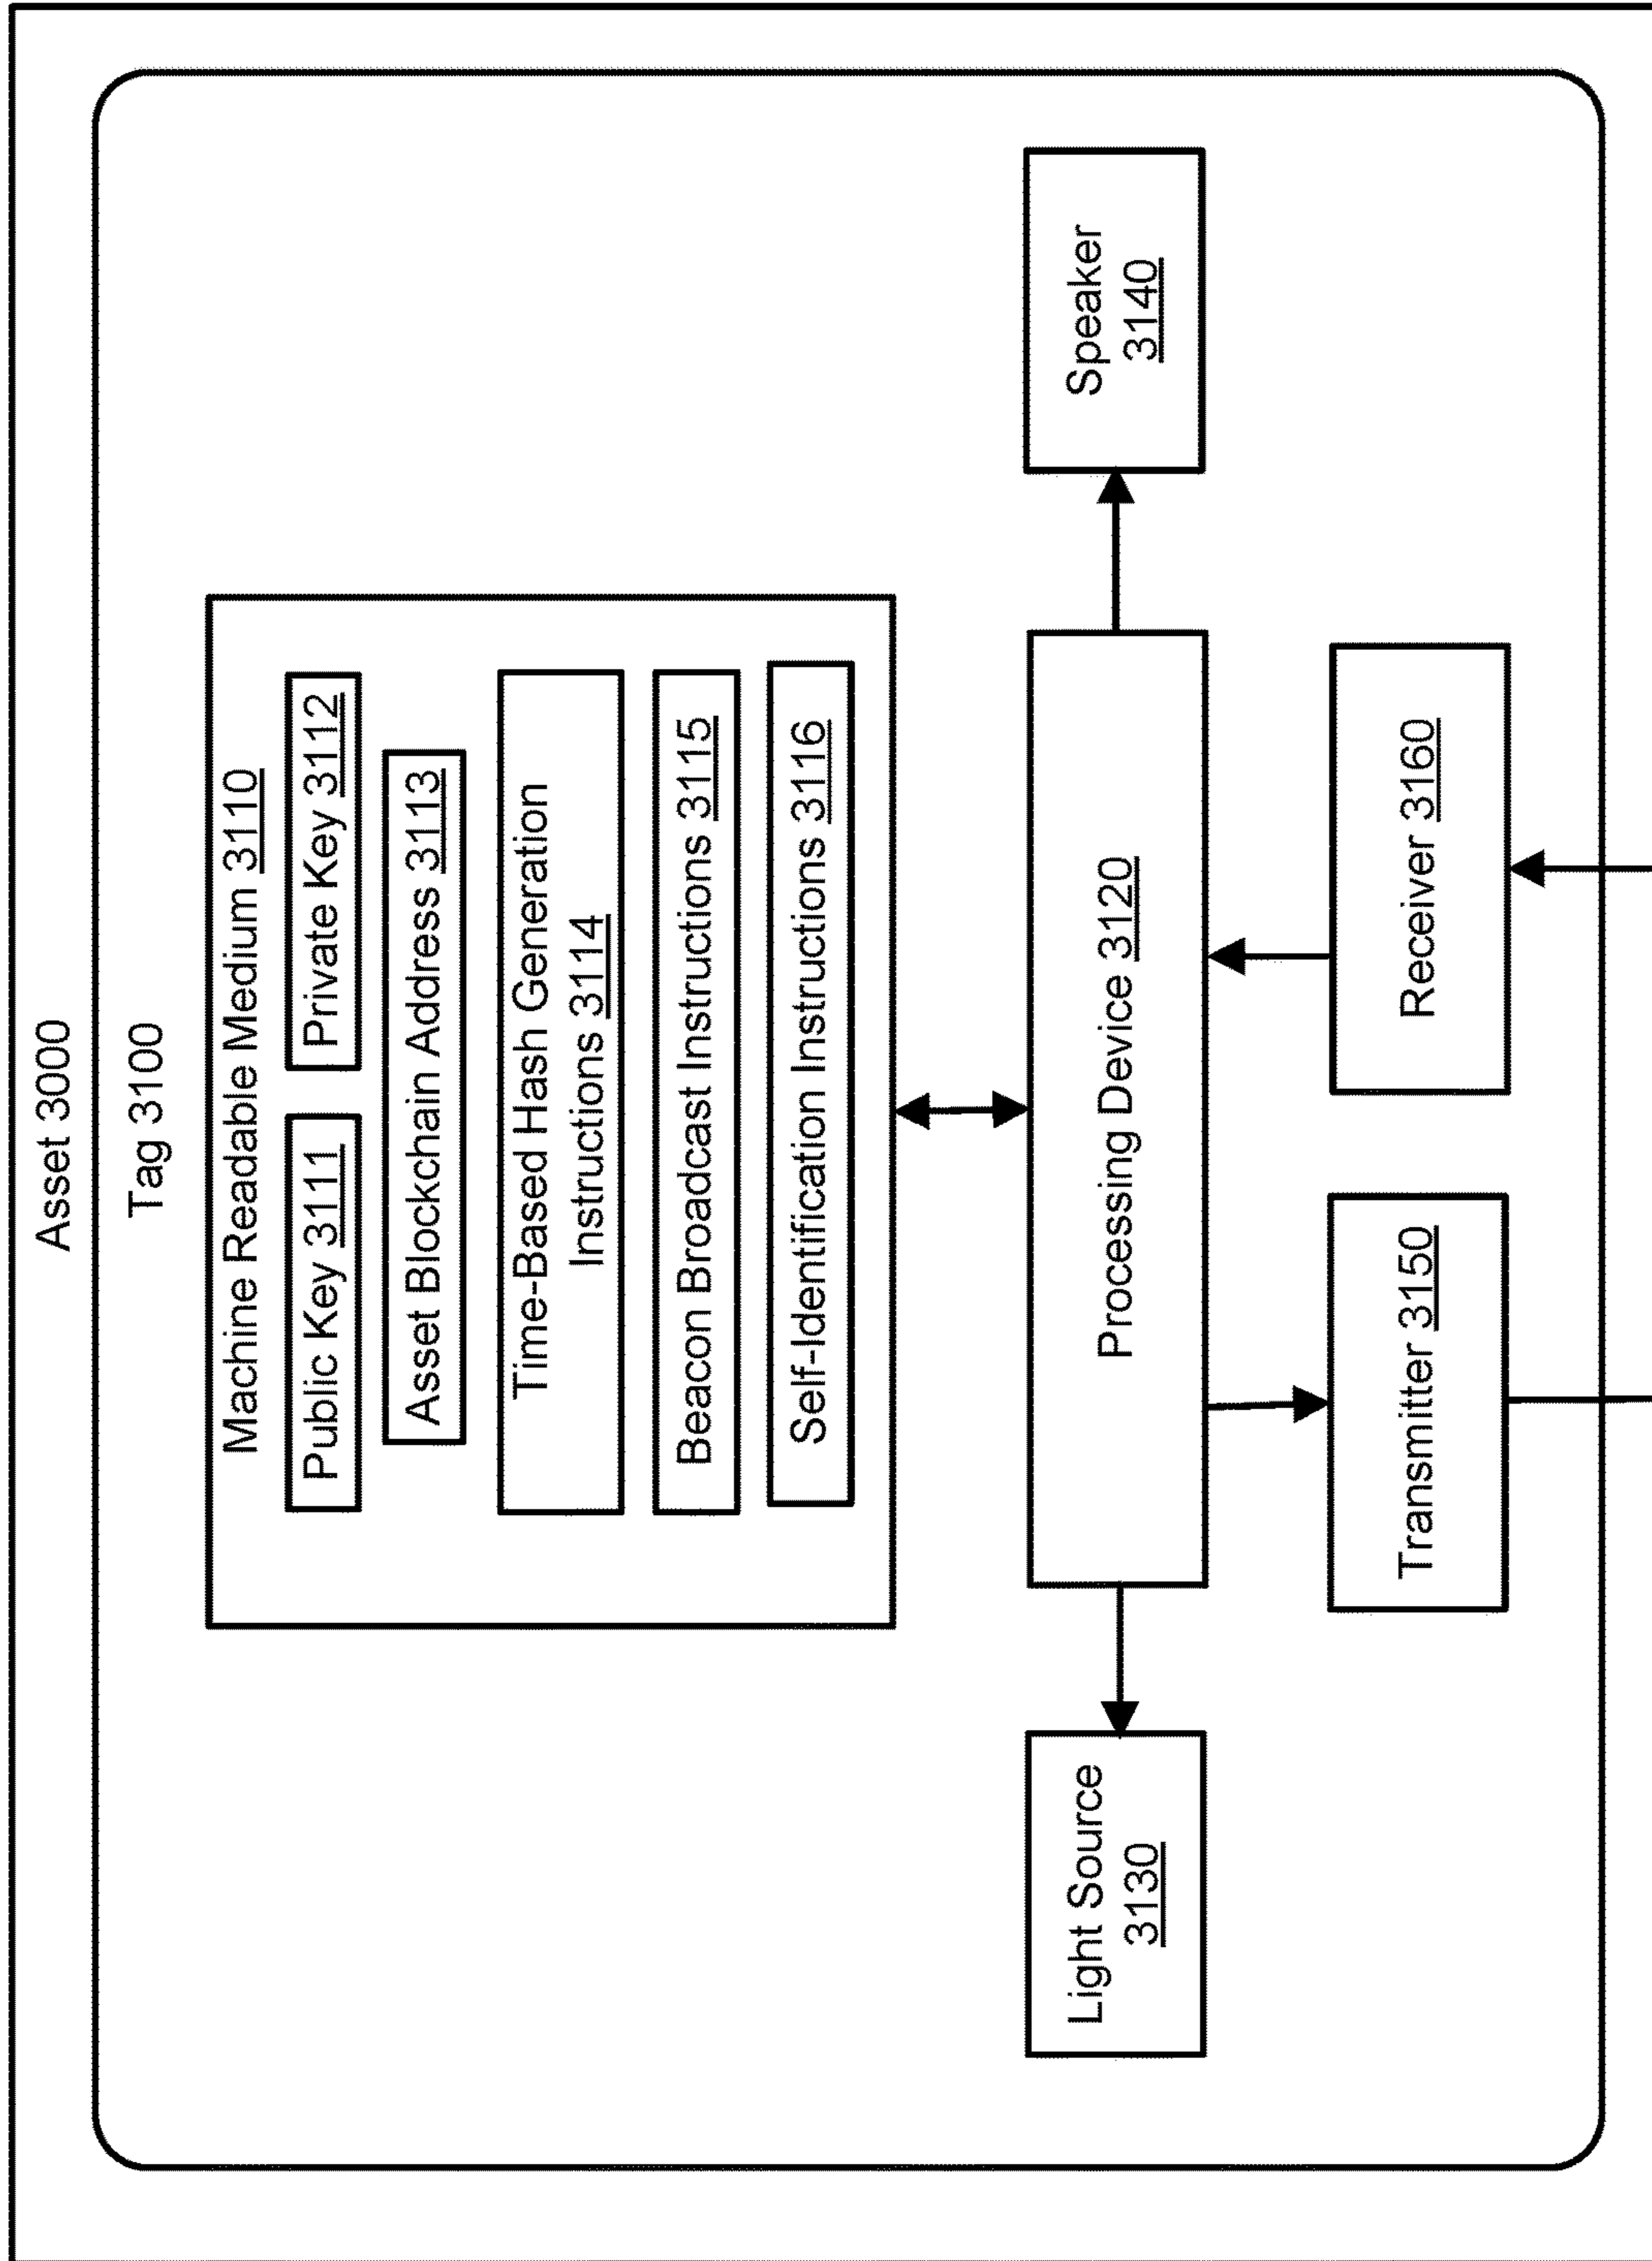 Asset 3000
Tag 3100
Machine Readable Medium 3110
Public Key 3111
Private Key 3112
Asset Blockchain Address 3113
Time-Based Hash Generation
Instructions 3114
Beacon Broadcast Instructions 3115
Self-Identification Instructions 3116
Light Source
3130
Processing Device 3120
Speaker
3140
Transmitter 3150
Receiver 3160